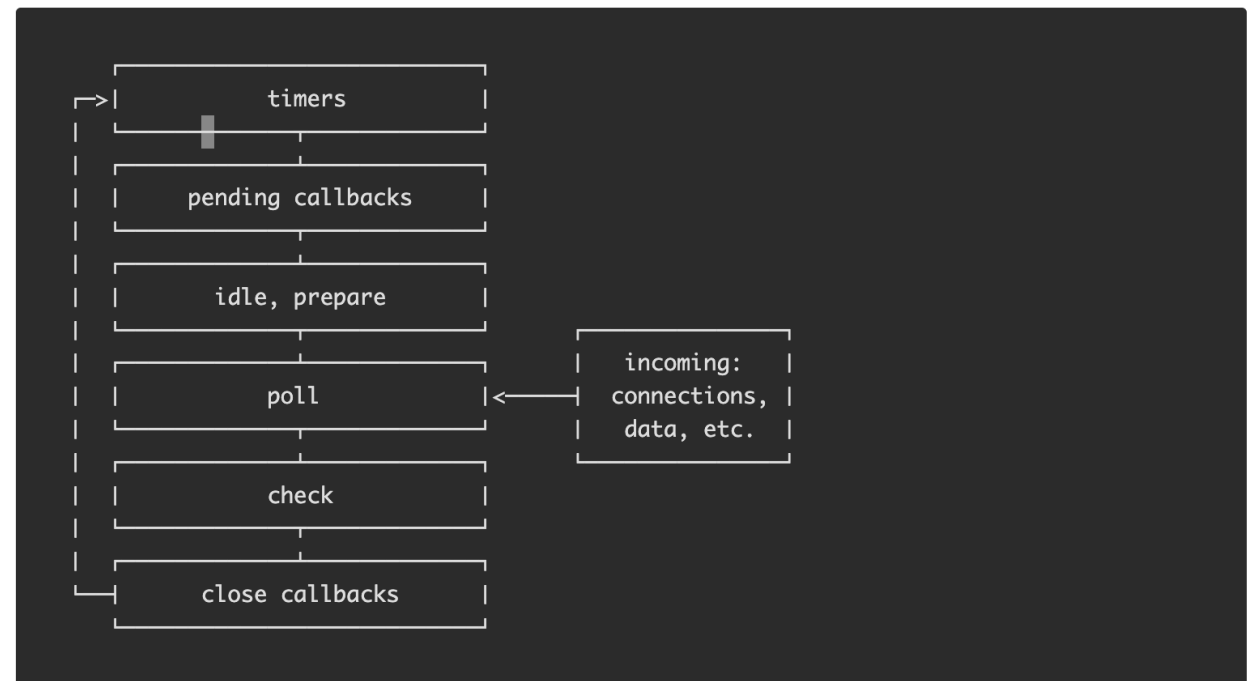 timers
pending callbacks
idle, prepare
poll
incoming:
connections,
data, etc.
check
close callbacks